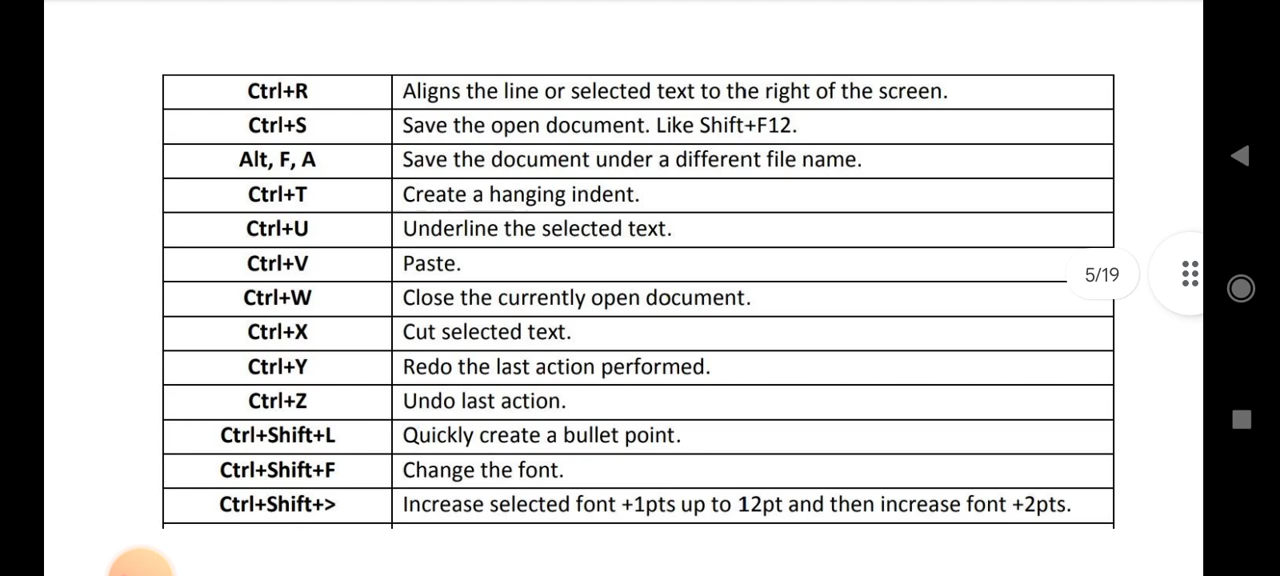 Ctrl+R Aligns the line or selected text to the right of the screen.
Ctrl+S Save the open document. Like Shift+F12.
Alt, F, A Save the document under a different file name.
Ctrl+T Create a hanging indent.
Ctrl+U Underline the selected text.
Ctrl+V Paste.
5/19
Ctrl+W Close the currently open document.
Ctrl+X Cut selected text.
Ctrl+Y Redo the last action performed.
Ctrl+Z Undo last action.
Ctrl+Shift+L Quickly create a bullet point.
Ctrl+Shift+F Change the font.
Ctrl+Shift+> Increase selected font +1pts up to 12pt and then increase font +2pts.